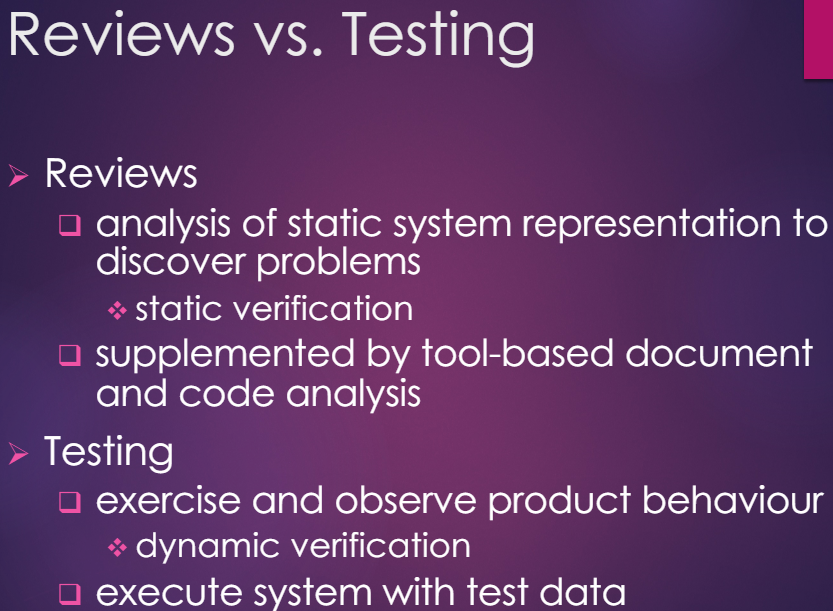 Reviews vs. Testing
Reviews
analysis of static system representation to
discover problems
static verification
supplemented by tool-based document
and code analysis
Testing
exercise and observe product behaviour
dynamic verification
execute system with test data